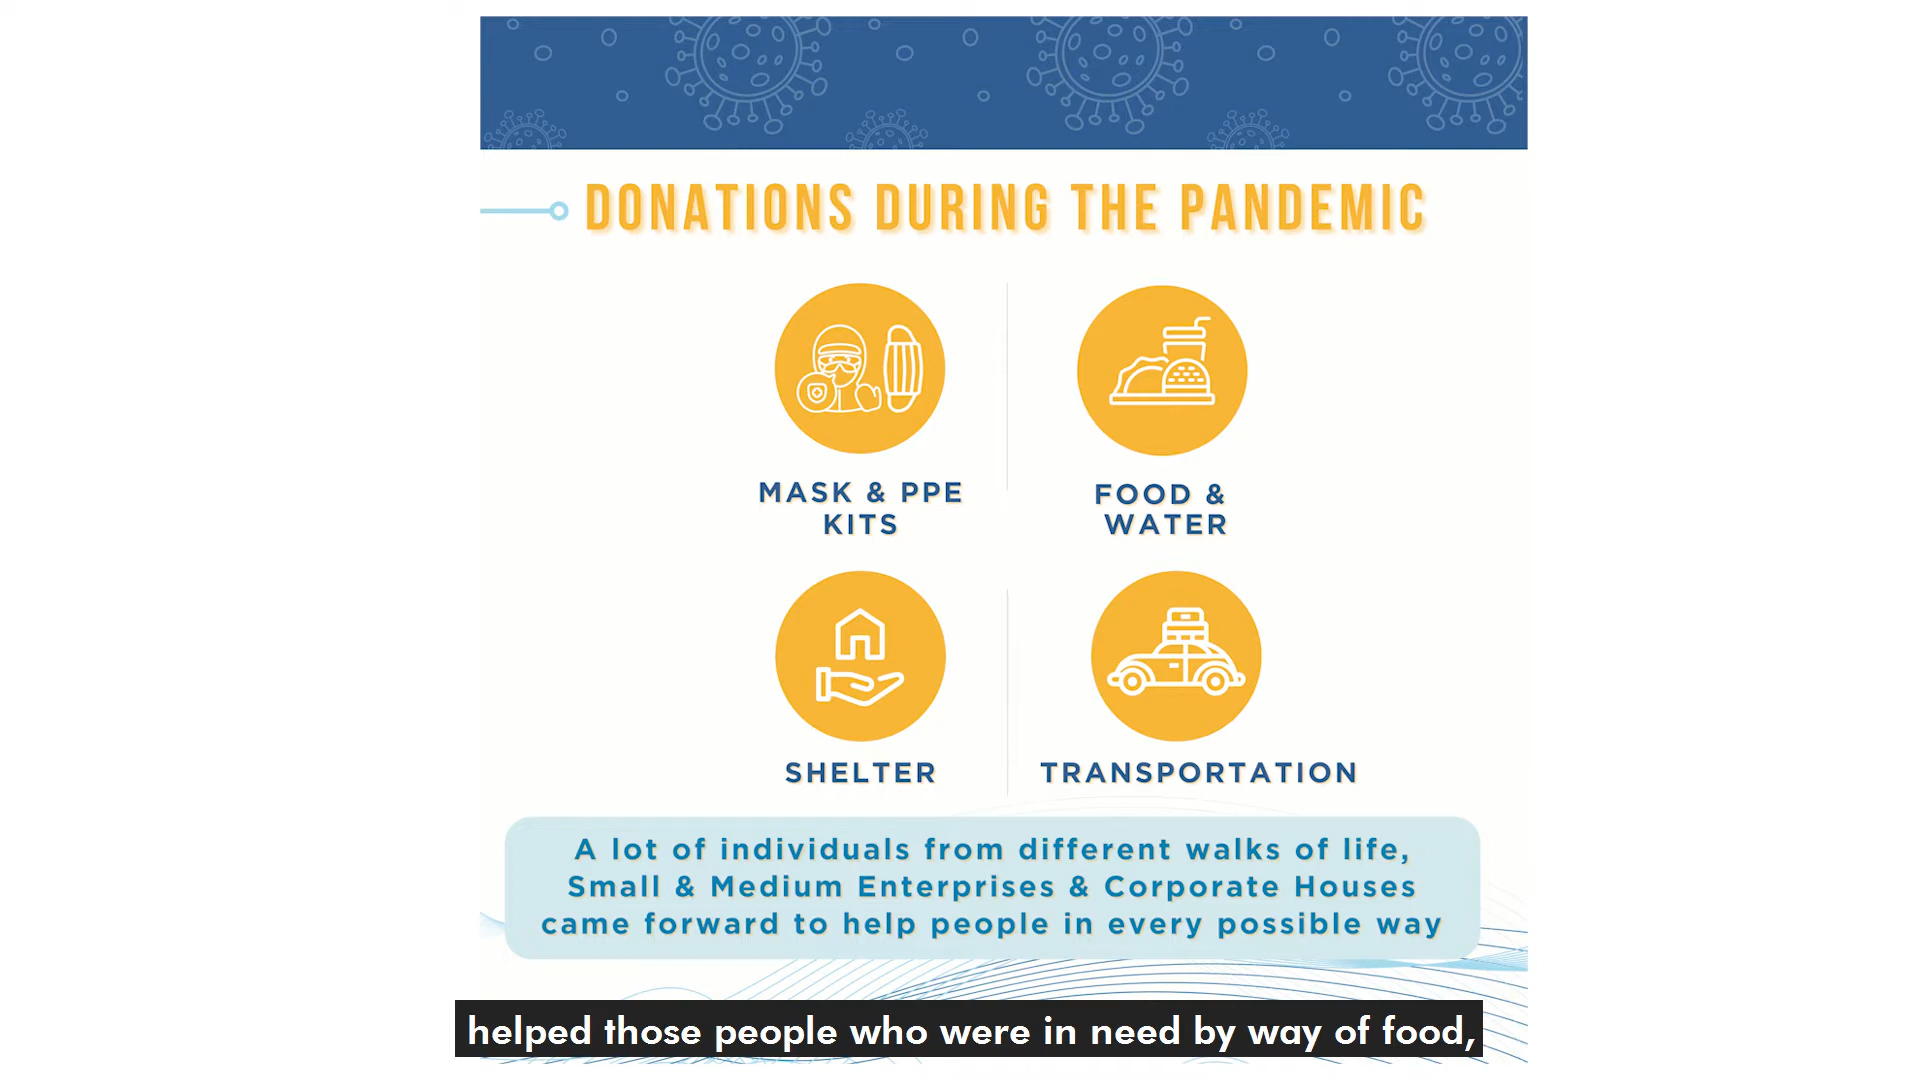 DONATIONS DURING THE PANDEMIC
MASK & PPE
KITS
FOOD &
WATER
SHELTER
TRANSPORTATION
A lot of individuals from different walks of life,
Small & Medium Enterprises & Corporate Houses
came forward to help people in every possible way
helped those people who were in need by way of food,